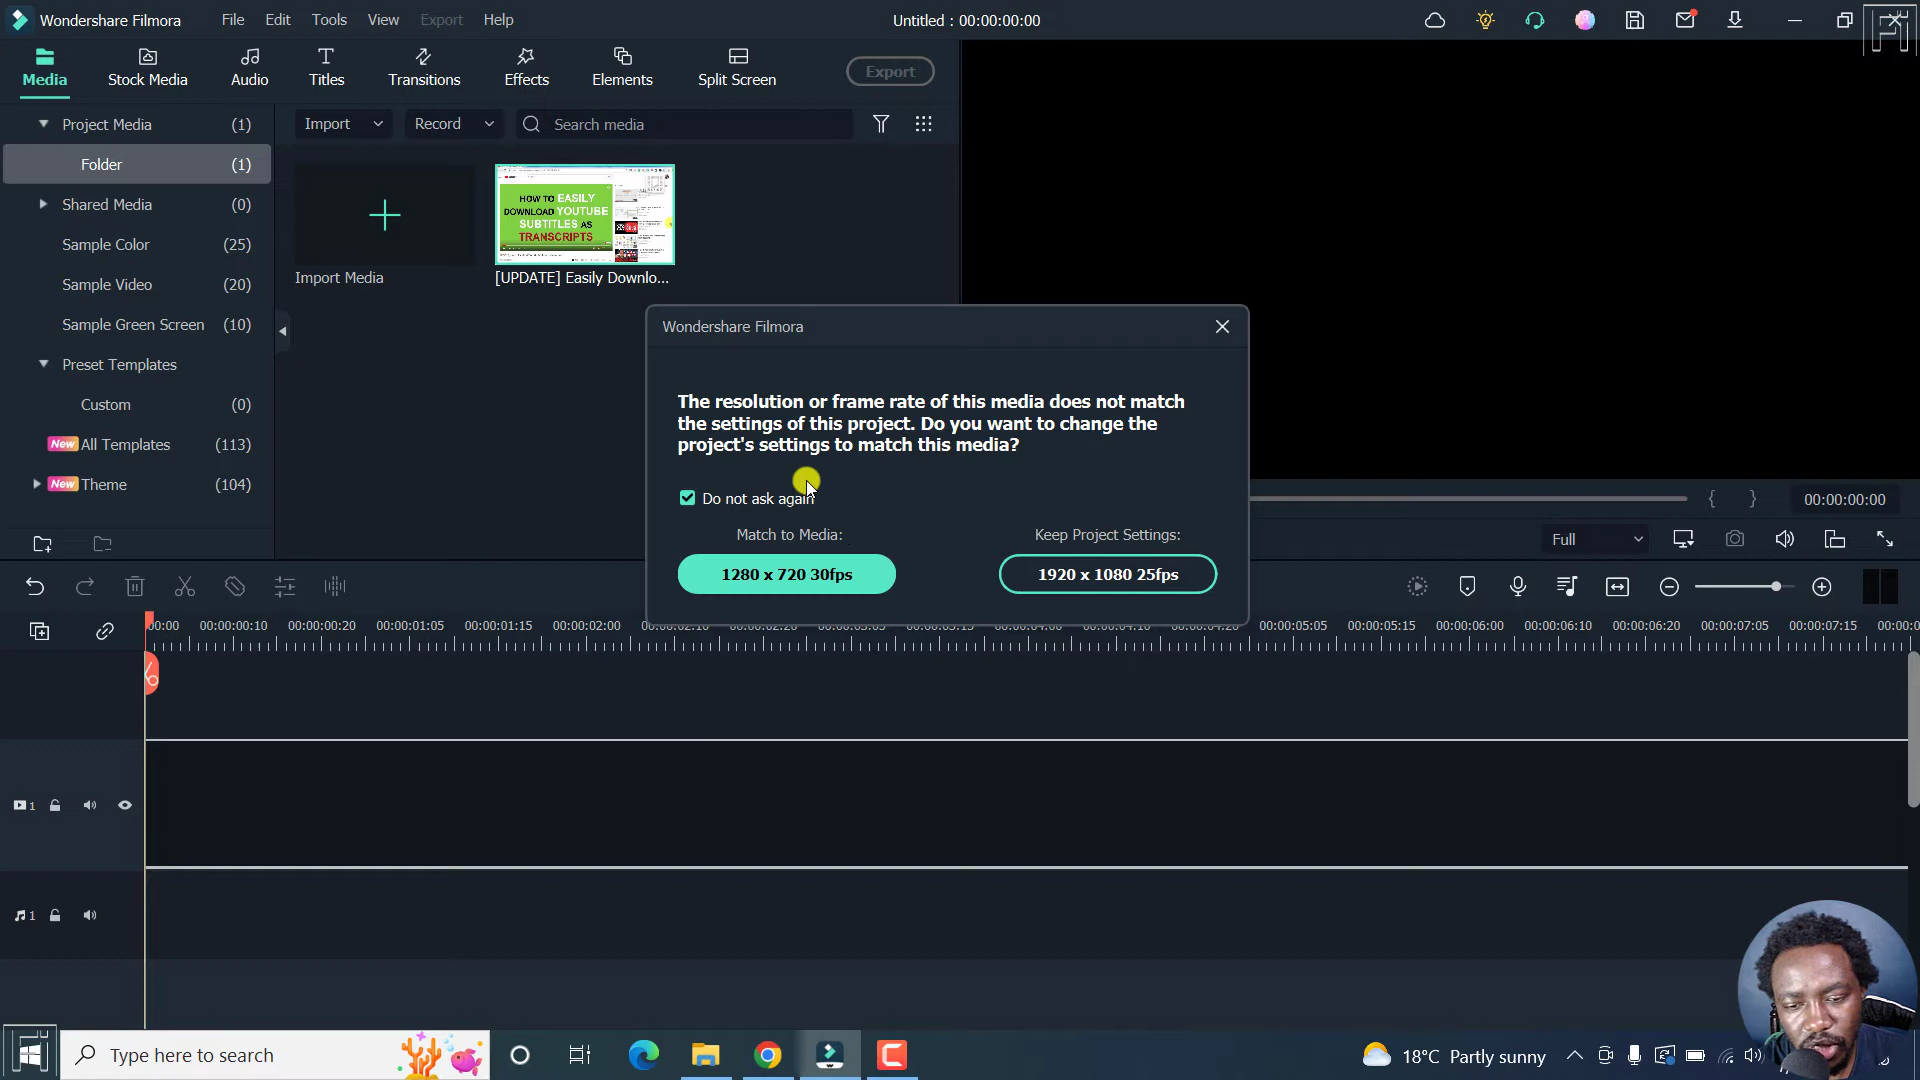 Wondershare Filmora
File
Edit
Tools
View
Export
Help
Untitled : 00:00:00:00
Media
Stock Media
Audio
Titles
Transitions
Effects
Elements
Split Screen
Export
Project Media (1)
Folder (1)
Shared Media (0)
Sample Color (25)
Sample Video (20)
Sample Green Screen (10)
Preset Templates
Custom (0)
New All Templates (113)
New Theme (104)
Import
Record
Search media
HOW TO EASILY
DOWNLOAD YOUTUBE
SUBTITLES AS
TRANSCRIPTS
Import Media
[UPDATE] Easily Downlo...
Wondershare Filmora
The resolution or frame rate of this media does not match
the settings of this project. Do you want to change the
project's settings to match this media?
Do not ask again
Match to Media:
Keep Project Settings:
1280 x 720 30fps
1920 x 1080 25fps
{ }
00:00:00:00
Full
00:00 00:00:00:10 00:00:00:20 00:00:01:05 00:00:01:15 00:00:02:00 00:00:05:05 00:00:05:15 00:00:06:00 00:00:06:10 00:00:06:20 00:00:07:05 00:00:07:15 00:00:0
1
1
Type here to search
18°C Partly sunny